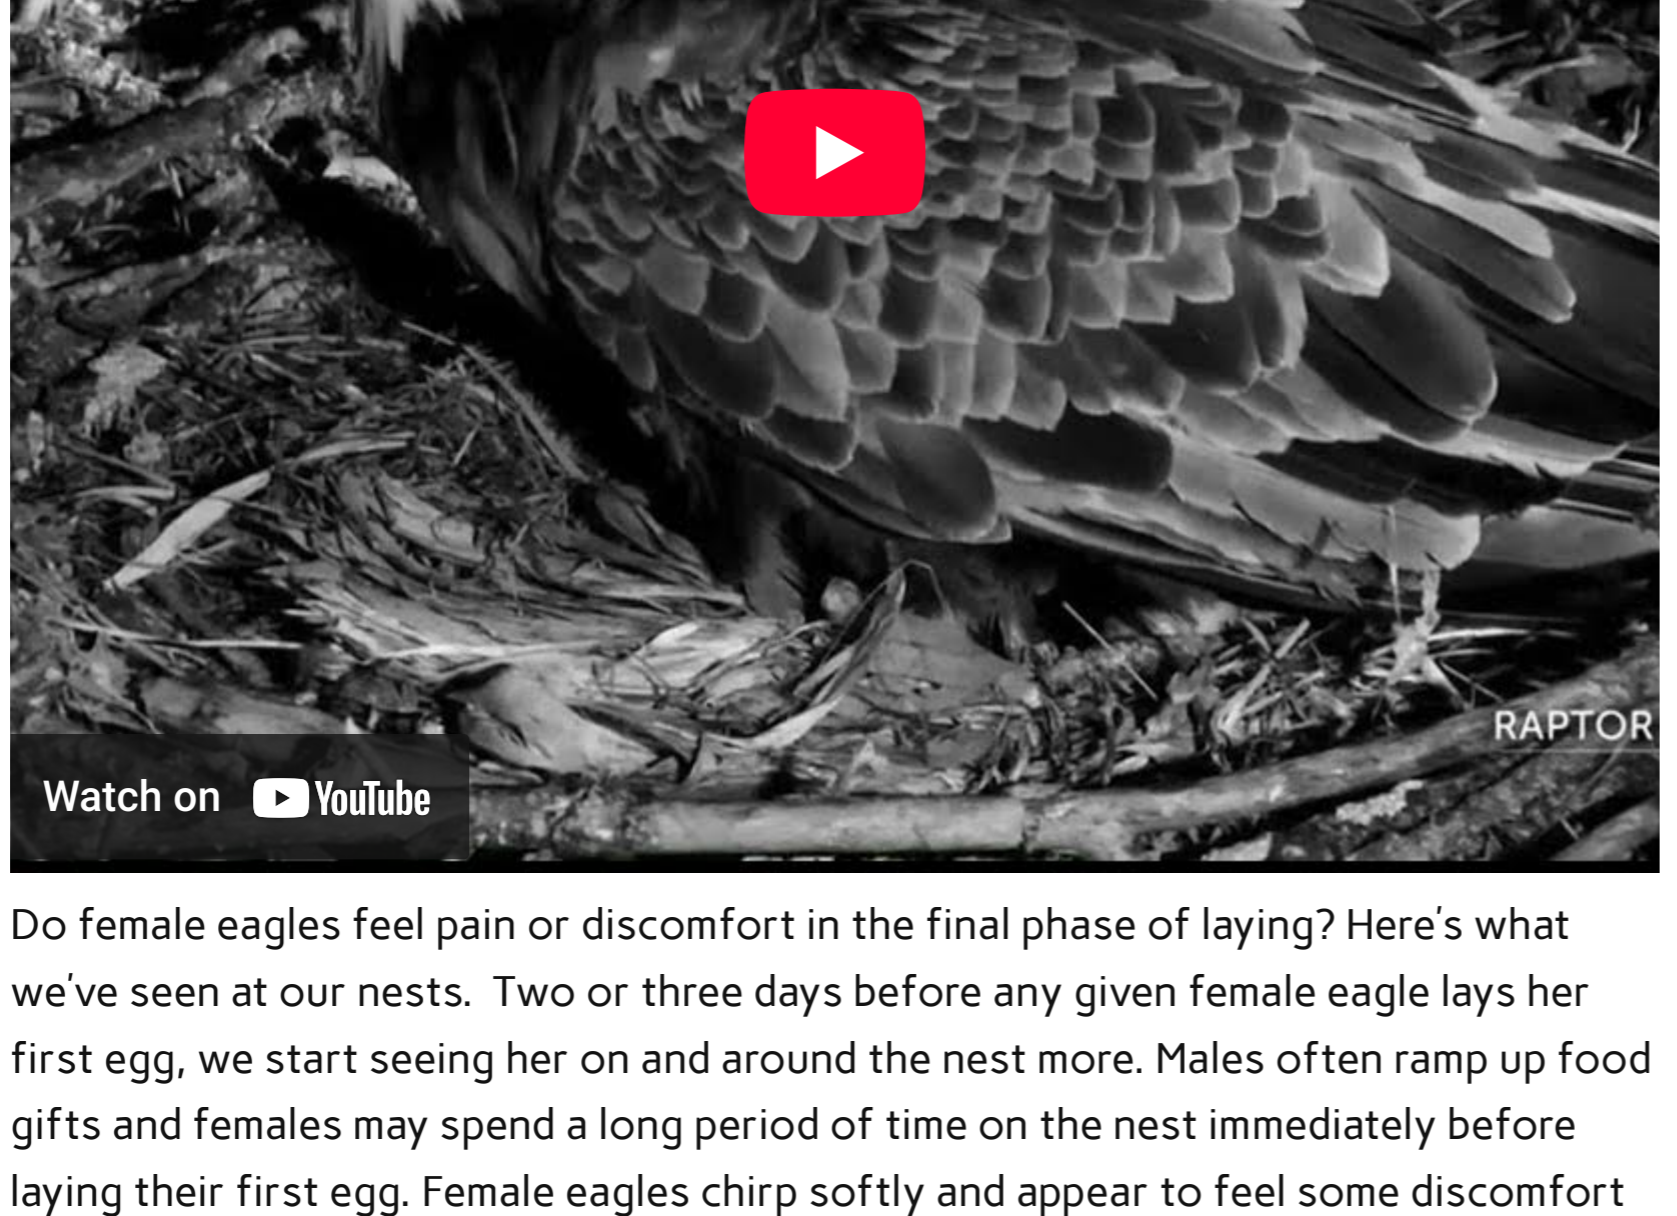 RAPTOR
Watch on YouTube
Do female eagles feel pain or discomfort in the final phase of laying? Here's what
we've seen at our nests.  Two or three days before any given female eagle lays her
first egg, we start seeing her on and around the nest more. Males often ramp up food
gifts and females may spend a long period of time on the nest immediately before
laying their first egg. Female eagles chirp softly and appear to feel some discomfort